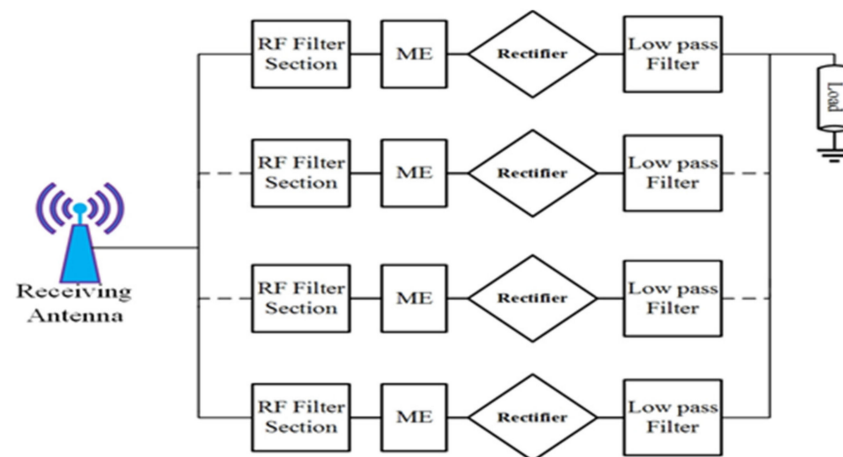 RF Filter
Section
ME
Rectifier
Low pass
Filter
Load
RF Filter
Section
ME
Rectifier
Low pass
Filter
Receiving
Antenna
RF Filter
Section
ME
Rectifier
Low pass
Filter
RF Filter
Section
ME
Rectifier
Low pass
Filter